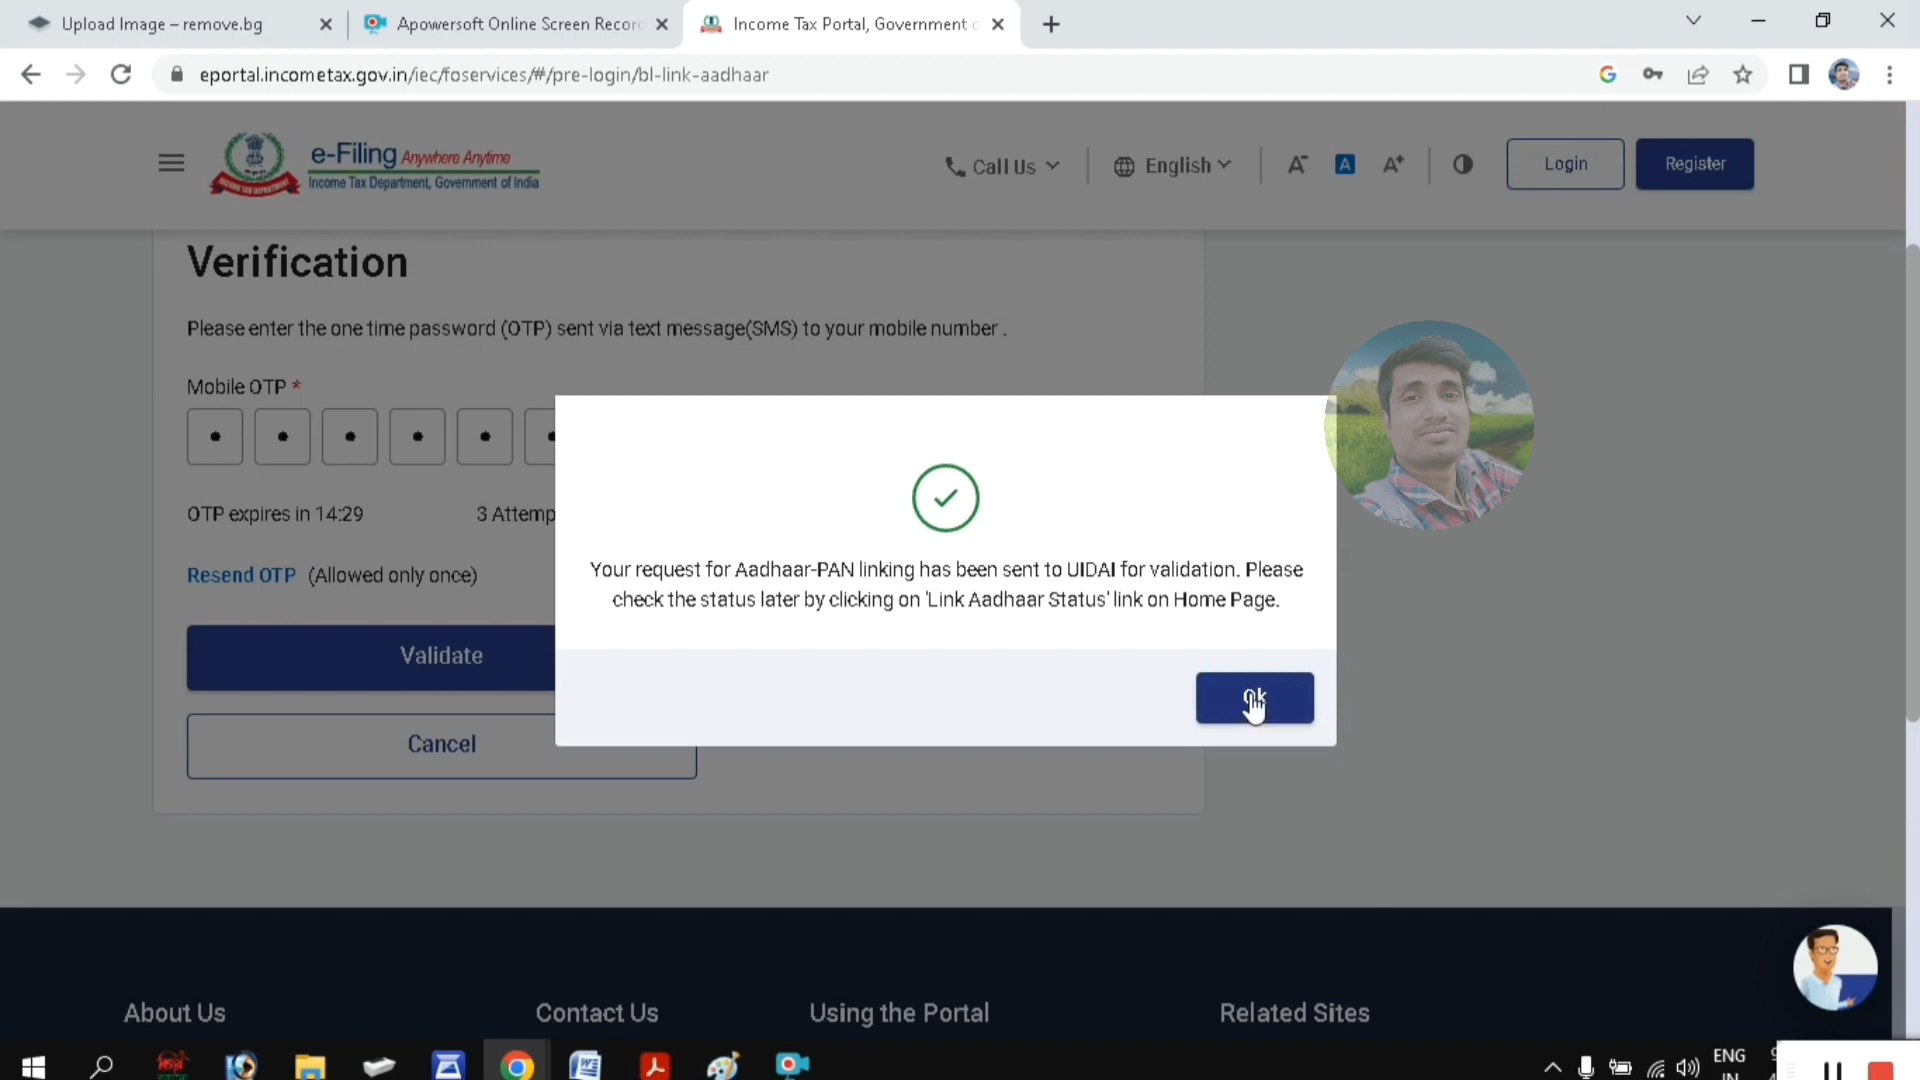 Upload Image – remove.bg
Apowersoft Online Screen Recor
Income Tax Portal, Government
eportal.incometax.gov.in/iec/foservices/#/pre-login/bl-link-aadhaar
e-Filing Anywhere Anytime
Income Tax Department, Government of India
Call Us
English
A-
A
A+
Login
Register
Verification
Please enter the one time password (OTP) sent via text message(SMS) to your mobile number .
Mobile OTP *
OTP expires in 14:29
3 Attemp
Resend OTP (Allowed only once)
Your request for Aadhaar-PAN linking has been sent to UIDAI for validation. Please
check the status later by clicking on 'Link Aadhaar Status' link on Home Page.
Ok
Validate
Cancel
About Us
Contact Us
Using the Portal
Related Sites
ENG
IN